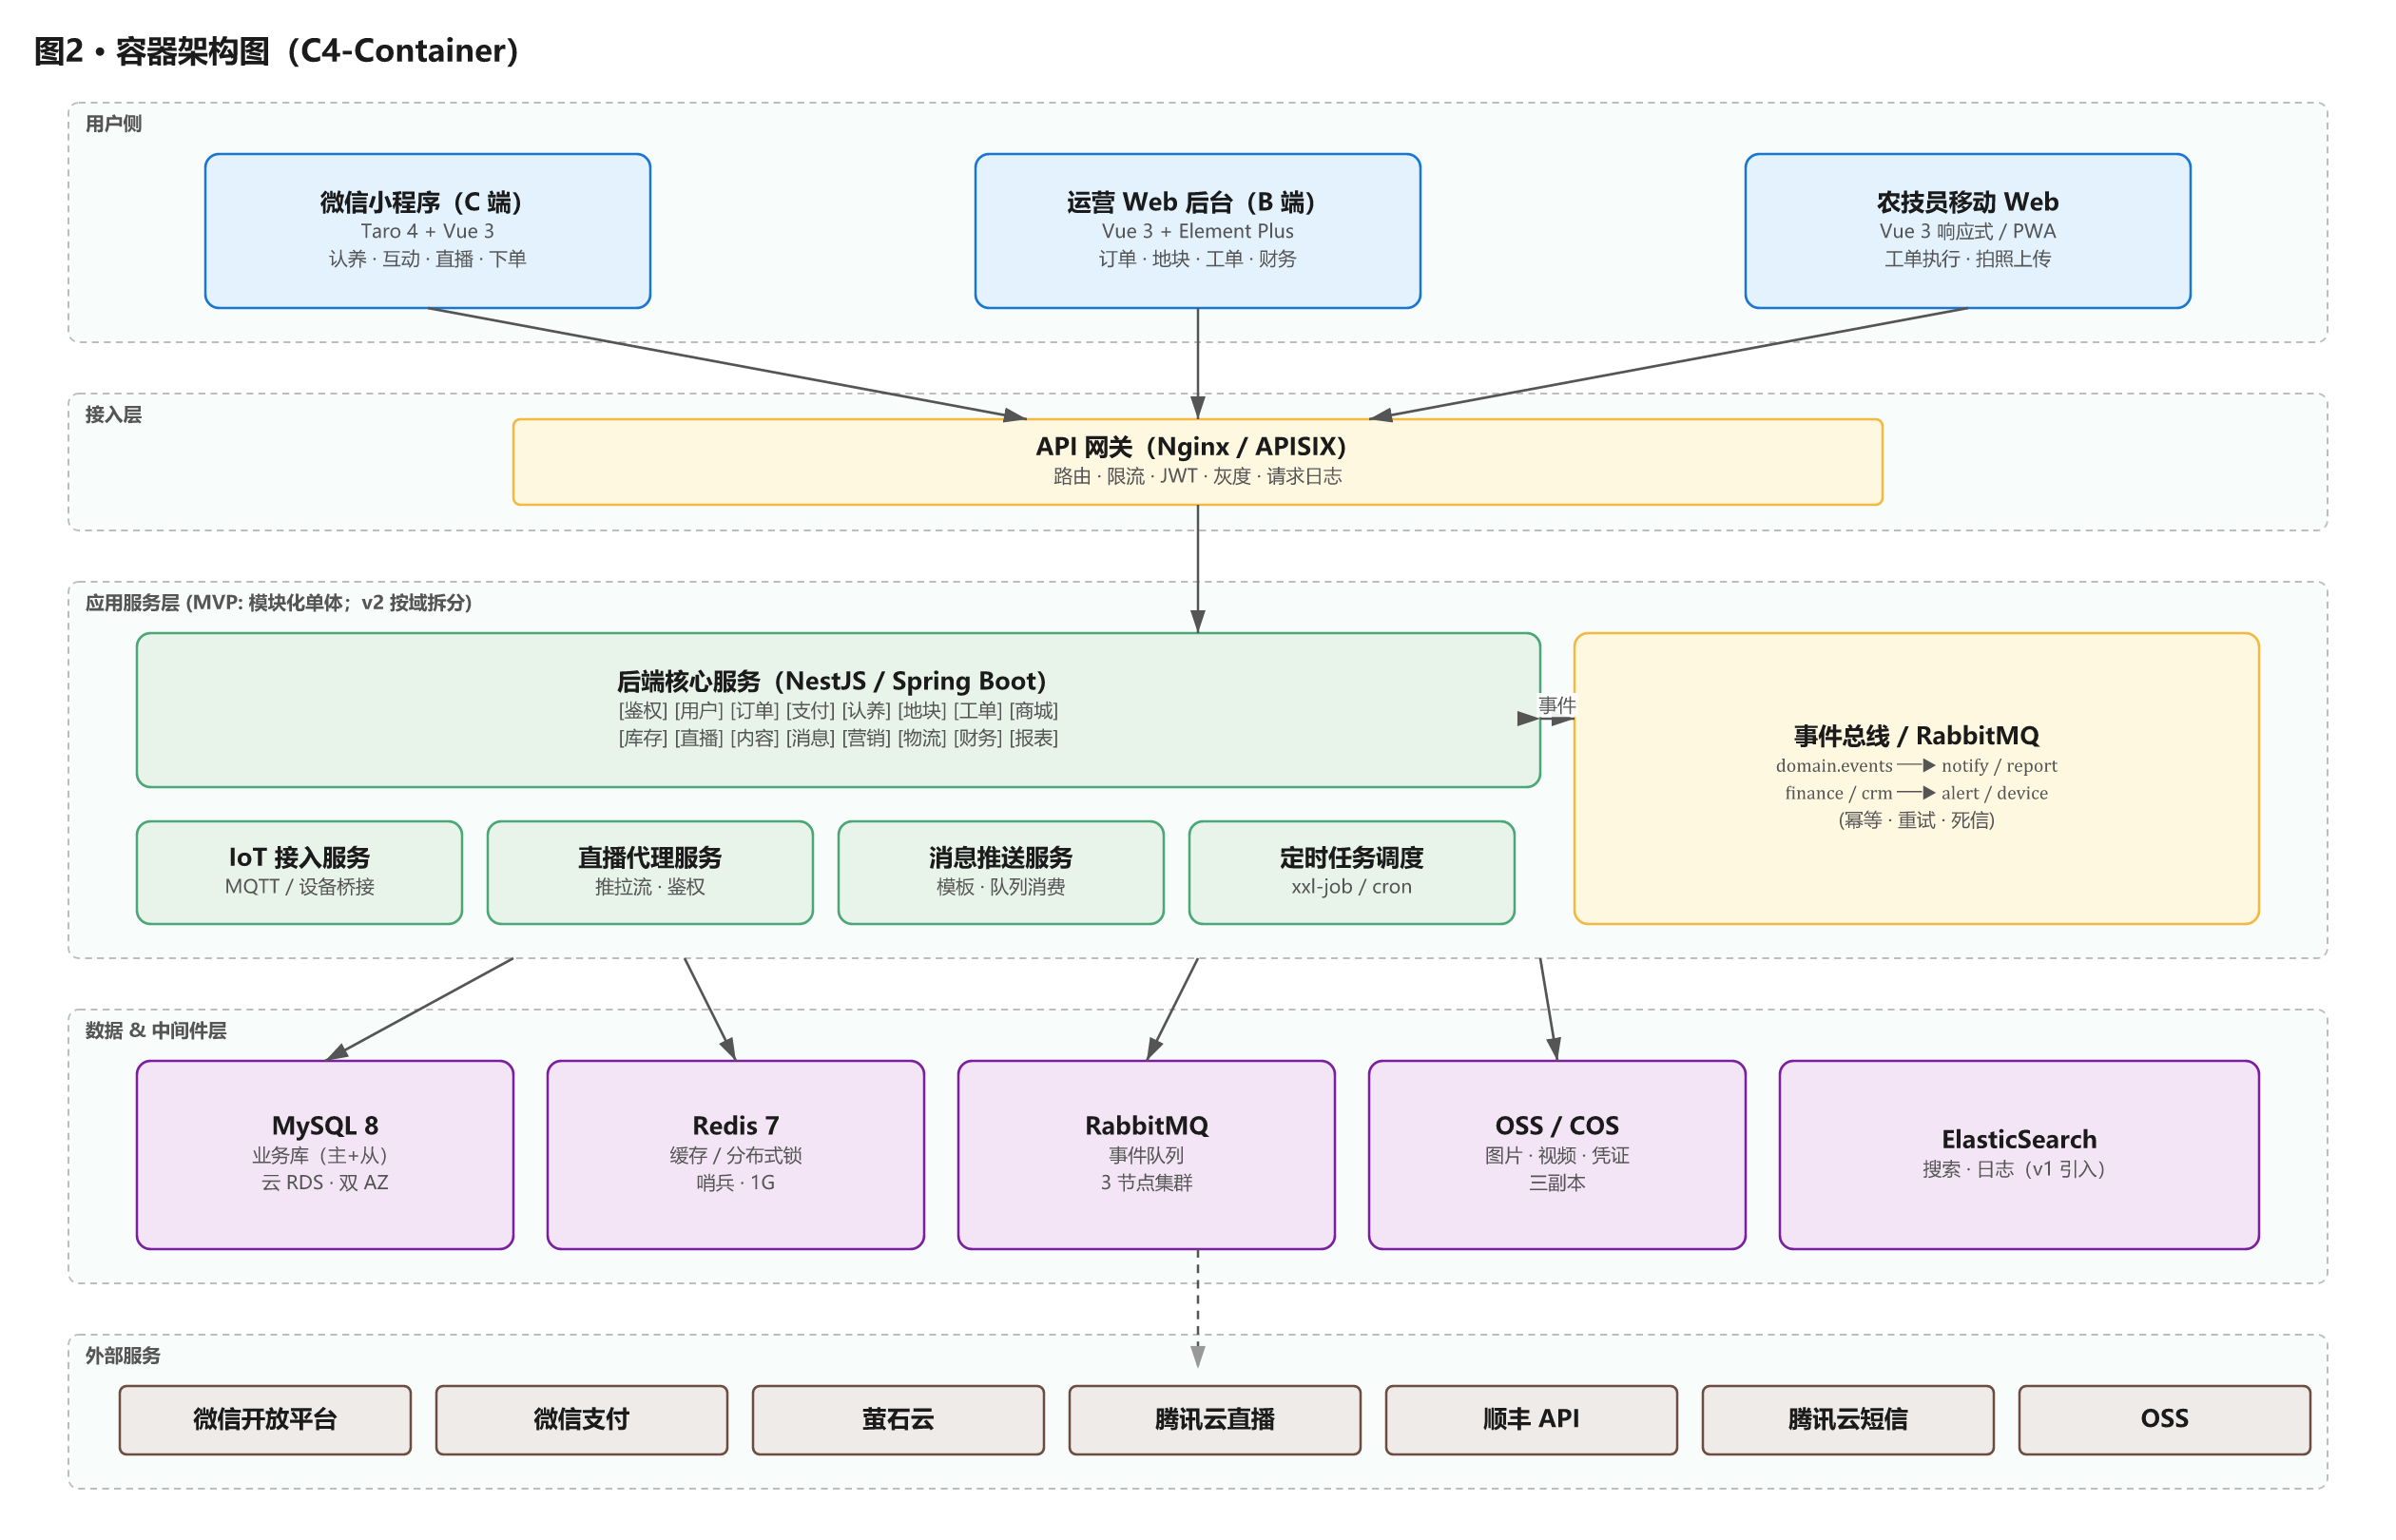 图2 · 容器架构图（C4-Container）
用户侧
微信小程序（C 端）
Taro 4 + Vue 3
认养 · 互动 · 直播 · 下单
运营 Web 后台（B 端）
Vue 3 + Element Plus
订单 · 地块 · 工单 · 财务
农技员移动 Web
Vue 3 响应式 / PWA
工单执行 · 拍照上传
接入层
API 网关（Nginx / APISIX）
路由 · 限流 · JWT · 灰度 · 请求日志
应用服务层 (MVP: 模块化单体；v2 按域拆分)
后端核心服务（NestJS / Spring Boot）
[鉴权] [用户] [订单] [支付] [认养] [地块] [工单] [商城]
[库存] [直播] [内容] [消息] [营销] [物流] [财务] [报表]
事件
事件总线 / RabbitMQ
domain.events ──▶ notify / report
finance / crm ──▶ alert / device
(幂等 · 重试 · 死信)
IoT 接入服务
MQTT / 设备桥接
直播代理服务
推拉流 · 鉴权
消息推送服务
模板 · 队列消费
定时任务调度
xxl-job / cron
数据 & 中间件层
MySQL 8
业务库（主+从）
云 RDS · 双 AZ
Redis 7
缓存 / 分布式锁
哨兵 · 1G
RabbitMQ
事件队列
3 节点集群
OSS / COS
图片 · 视频 · 凭证
三副本
ElasticSearch
搜索 · 日志（v1 引入）
外部服务
微信开放平台
微信支付
萤石云
腾讯云直播
顺丰 API
腾讯云短信
OSS